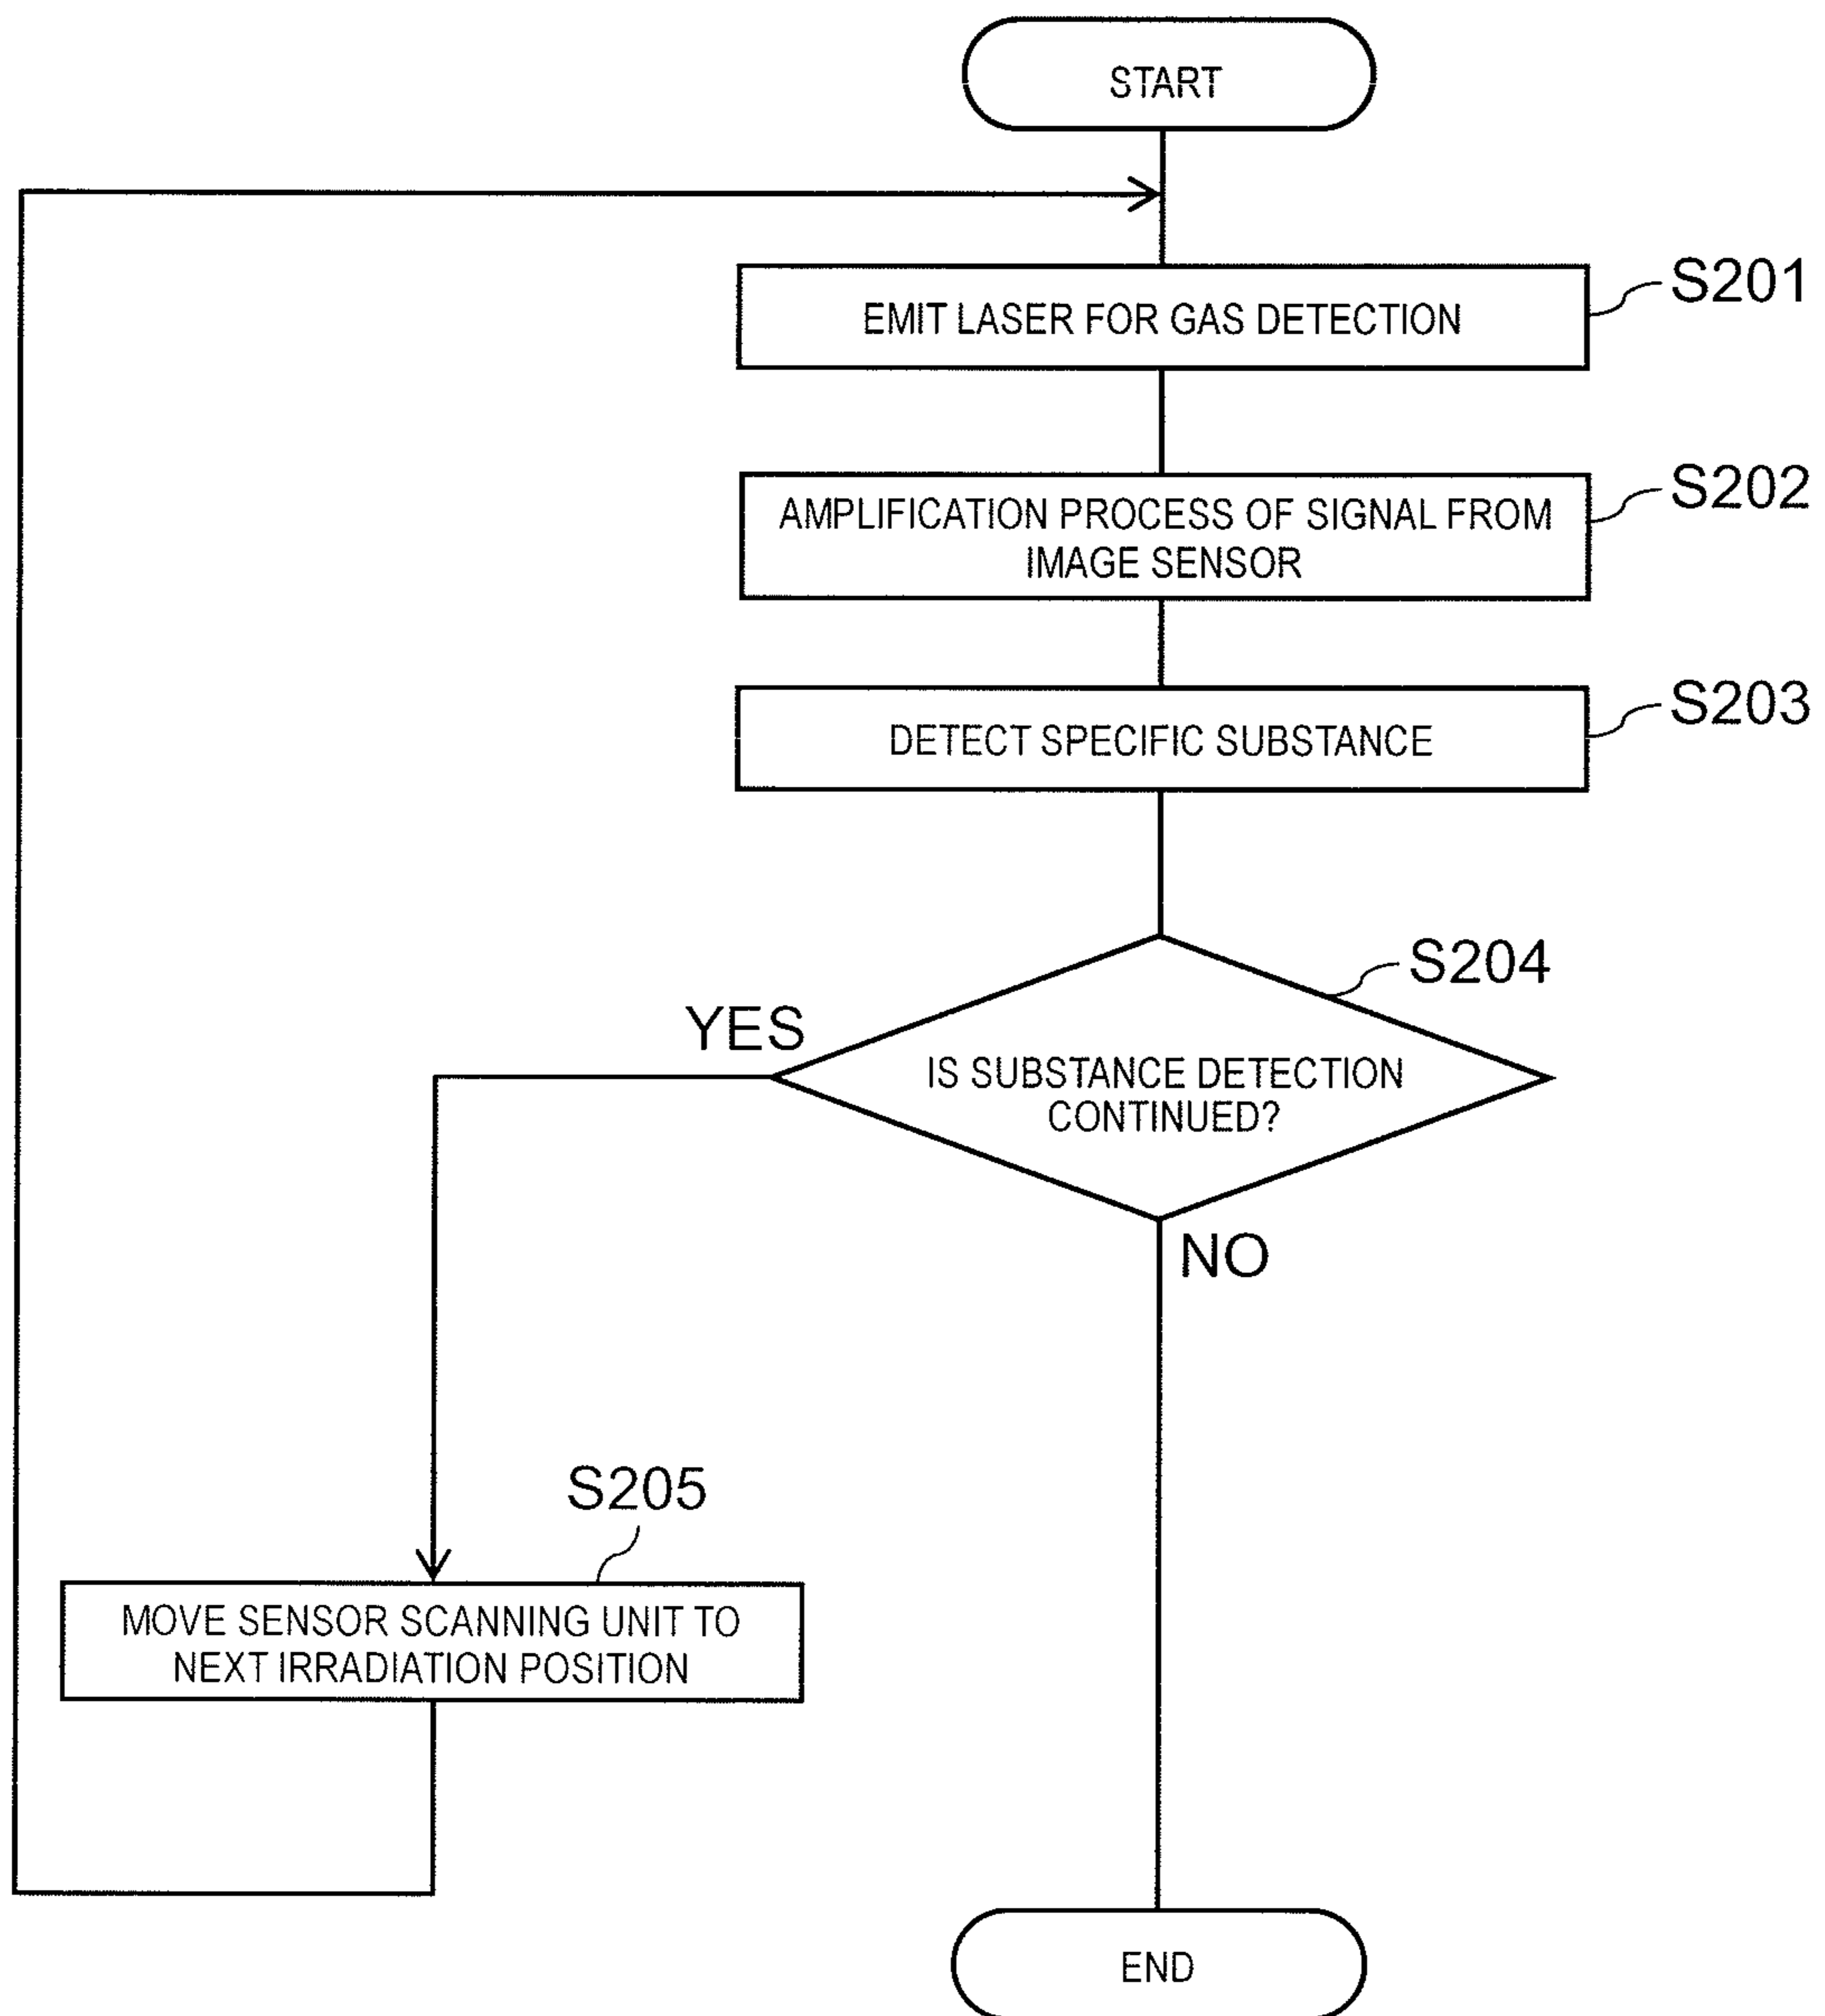 START
EMIT LASER FOR GAS DETECTION
S201
AMPLIFICATION PROCESS OF SIGNAL FROM
IMAGE SENSOR
S202
DETECT SPECIFIC SUBSTANCE
S203
S204
YES
IS SUBSTANCE DETECTION
CONTINUED?
NO
S205
MOVE SENSOR SCANNING UNIT TO
NEXT IRRADIATION POSITION
END